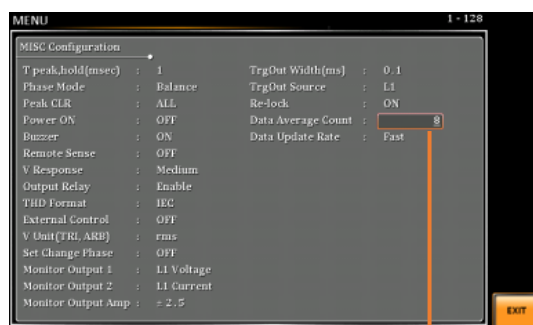 MENU 1 - 128
MISC Configuration
T peak,hold(msec) : 1 TrgOut Width(ms) : 0.1
Phase Mode : Balance TrgOut Source : L1
Peak CLR : ALL Re-lock : ON
Power ON : OFF Data Average Count : 8
Buzzer : ON Data Update Rate : Fast
Remote Sense : OFF
V Response : Medium
Output Relay : Enable
THD Format : IEC
External Control : OFF
V Unit(TRI, ARB) : rms
Set Change Phase : OFF
Monitor Output 1 : L1 Voltage
Monitor Output 2 : L1 Current
Monitor Output Amp : ± 2.5
EXIT